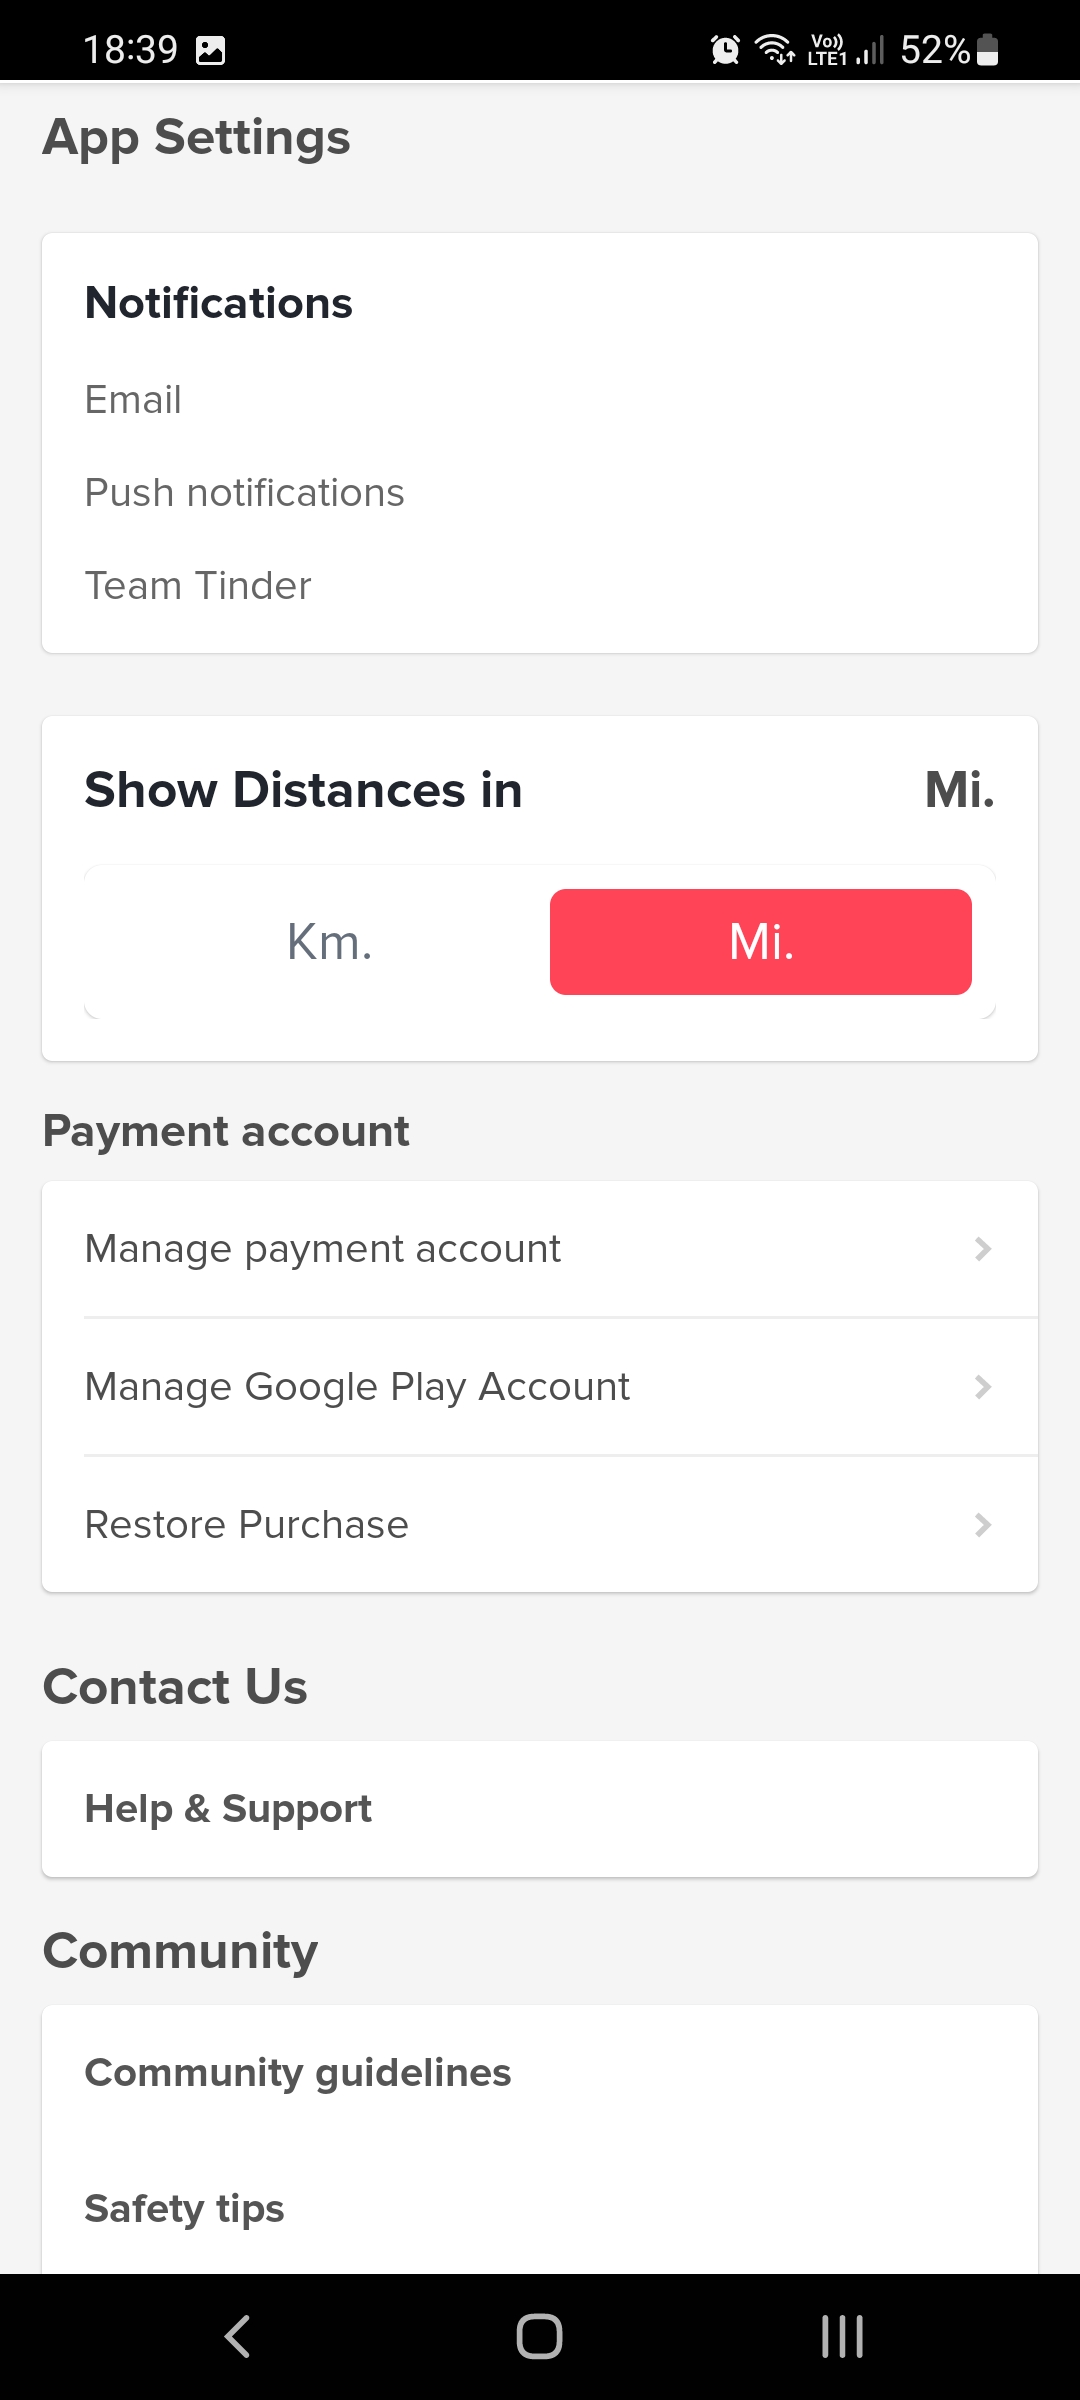 18:39
Vo)) LTE1 52%
App Settings
Notifications
Email
Push notifications
Team Tinder
Show Distances in Mi.
Km. Mi.
Payment account
Manage payment account
Manage Google Play Account
Restore Purchase
Contact Us
Help & Support
Community
Community guidelines
Safety tips